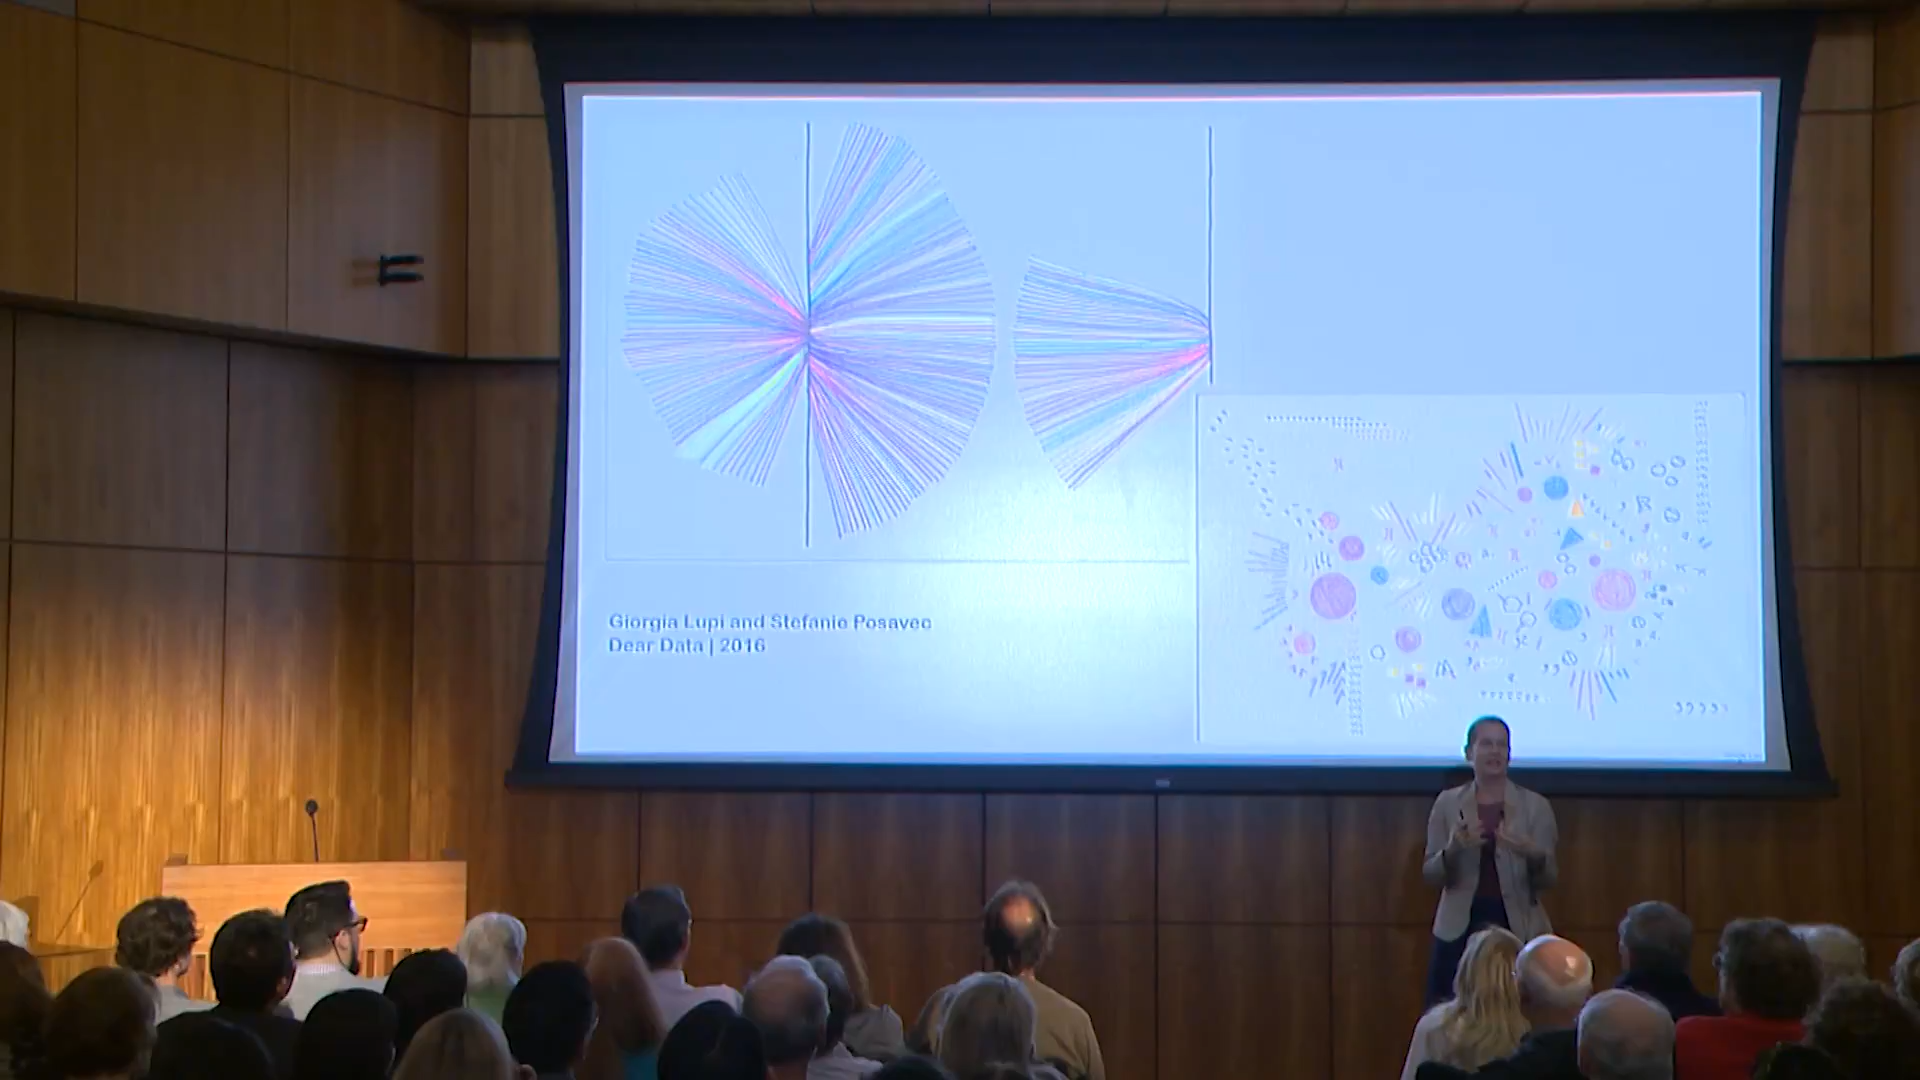 Giorgia Lupi and Stefanie Posavec
Dear Data | 2016